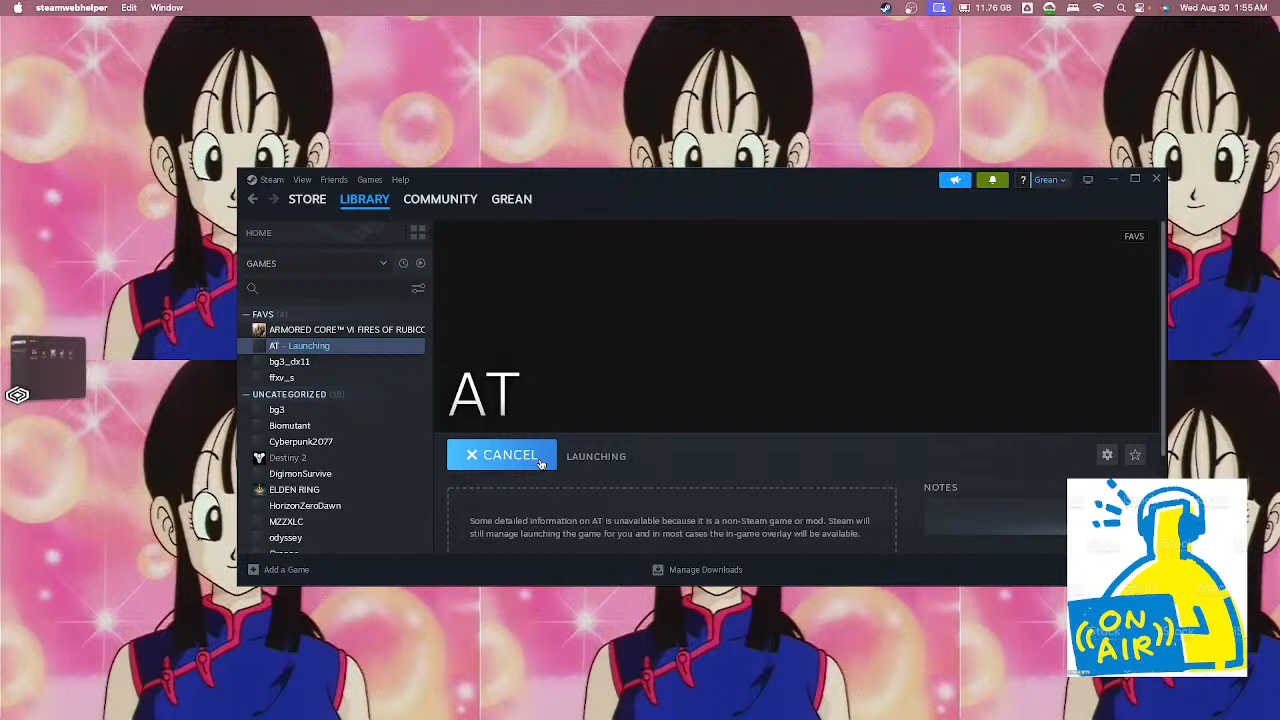 steamwebhelper Edit Window 11.76 GB Wed Aug 30 1:55 AM
Steam View Friends Games Help ? Grean
STORE LIBRARY COMMUNITY GREAN
HOME
FAVS
GAMES
FAVS (4)
ARMORED CORE™ VI FIRES OF RUBICO
AT - Launching
bg3_dx11
ffxv_s
AT
UNCATEGORIZED (18)
bg3
Biomutant
Cyberpunk2077
CANCEL LAUNCHING
Destiny 2
DigimonSurvive
ELDEN RING
NOTES
HorizonZeroDawn
MZZXLC
Some detailed information on AT is unavailable because it is a non-Steam game or mod. Steam will
still managing launching the game for you and in most cases the in-game overlay will be available.
odyssey
Add a Game Manage Downloads
ON
AIR
iStock